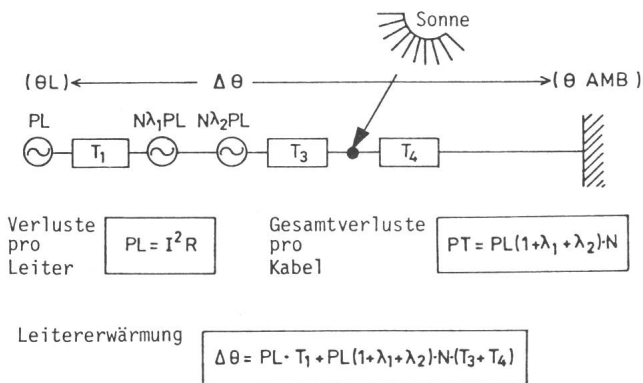 Sonne
(θL) Δθ (θ AMB)
PL Nλ₁PL Nλ₂PL
T₁ T₃ T₄
Verluste pro Leiter
PL = I² R
Gesamtverluste pro Kabel
PT = PL(1+λ₁+λ₂)·N
Leitererwärmung
Δθ = PL · T₁ + PL(1+λ₁+λ₂)·N·(T₃+T₄)